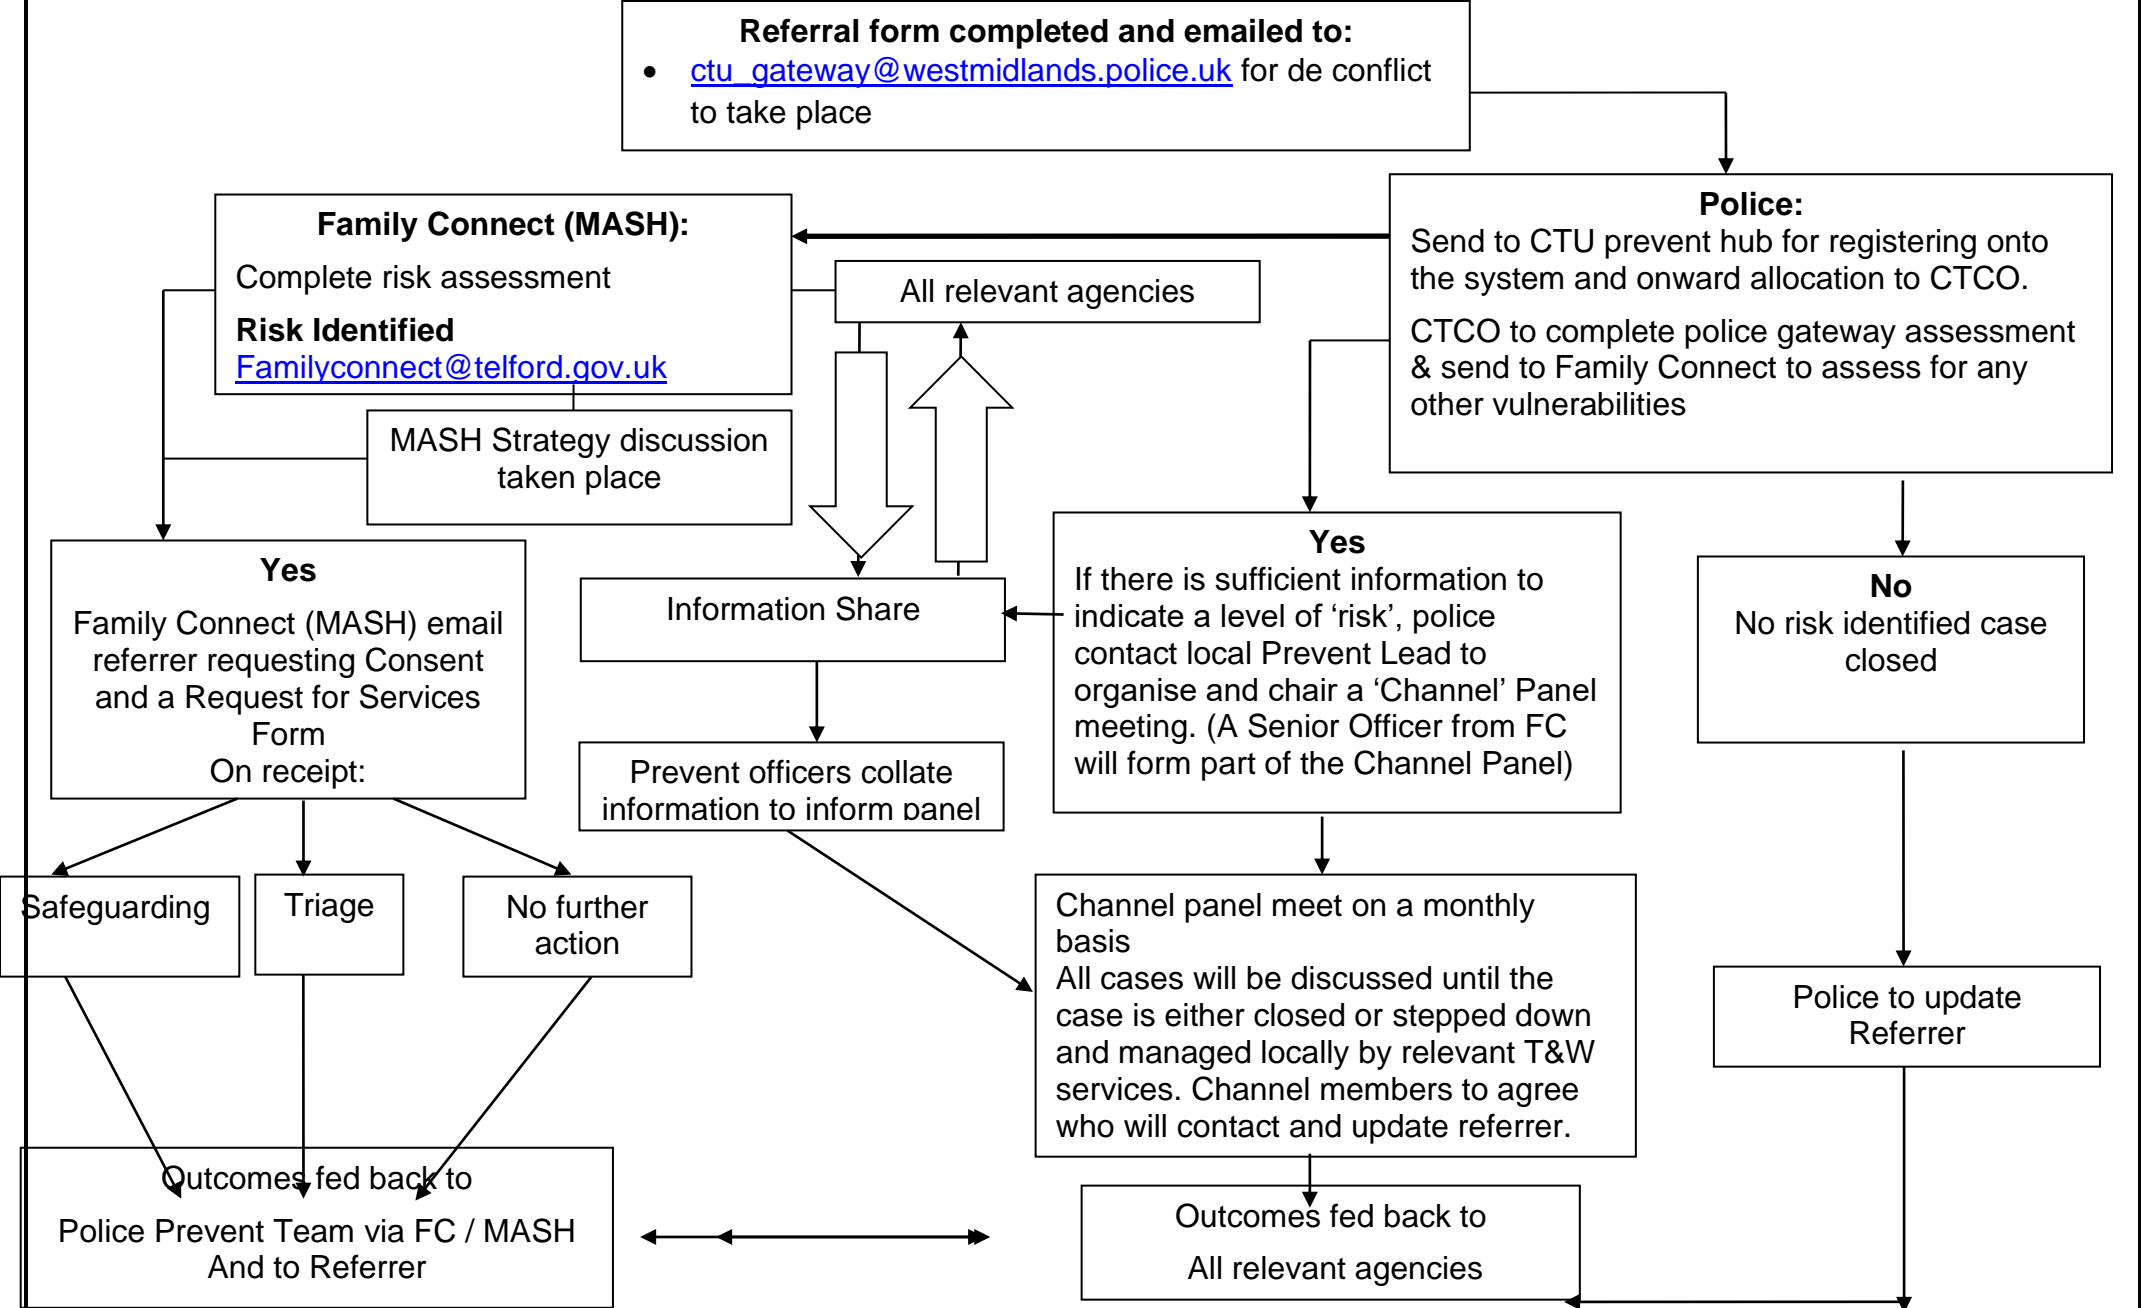 Referral form completed and emailed to:
• ctu_gateway@westmidlands.police.uk for de conflict
to take place
Family Connect (MASH):
Complete risk assessment
Risk Identified
Familyconnect@telford.gov.uk
All relevant agencies
Police:
Send to CTU prevent hub for registering onto
the system and onward allocation to CTCO.
CTCO to complete police gateway assessment
& send to Family Connect to assess for any
other vulnerabilities
MASH Strategy discussion
taken place
Yes
Family Connect (MASH) email
referrer requesting Consent
and a Request for Services
Form
On receipt:
Information Share
Yes
If there is sufficient information to
indicate a level of ‘risk’, police
contact local Prevent Lead to
organise and chair a ‘Channel’ Panel
meeting. (A Senior Officer from FC
will form part of the Channel Panel)
No
No risk identified case
closed
Prevent officers collate
information to inform panel
Safeguarding
Triage
No further
action
Channel panel meet on a monthly
basis
All cases will be discussed until the
case is either closed or stepped down
and managed locally by relevant T&W
services. Channel members to agree
who will contact and update referrer.
Police to update
Referrer
Outcomes fed back to
Police Prevent Team via FC / MASH
And to Referrer
Outcomes fed back to
All relevant agencies